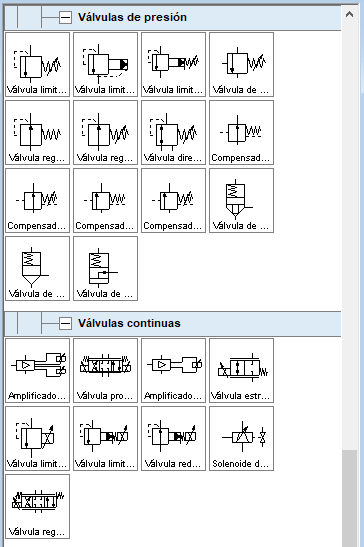 Válvulas de presión
Válvula limit... Válvula limit... Válvula limit... Válvula de ...
Válvula reg... Válvula reg... Válvula dire... Compensad...
Compensad... Compensad... Compensad... Válvula de ...
Válvula de ... Válvula de ...
Válvulas continuas
Amplificado... Válvula pro... Amplificado... Válvula estr...
Válvula limit... Válvula limit... Válvula red... Solenoide d...
Válvula reg...